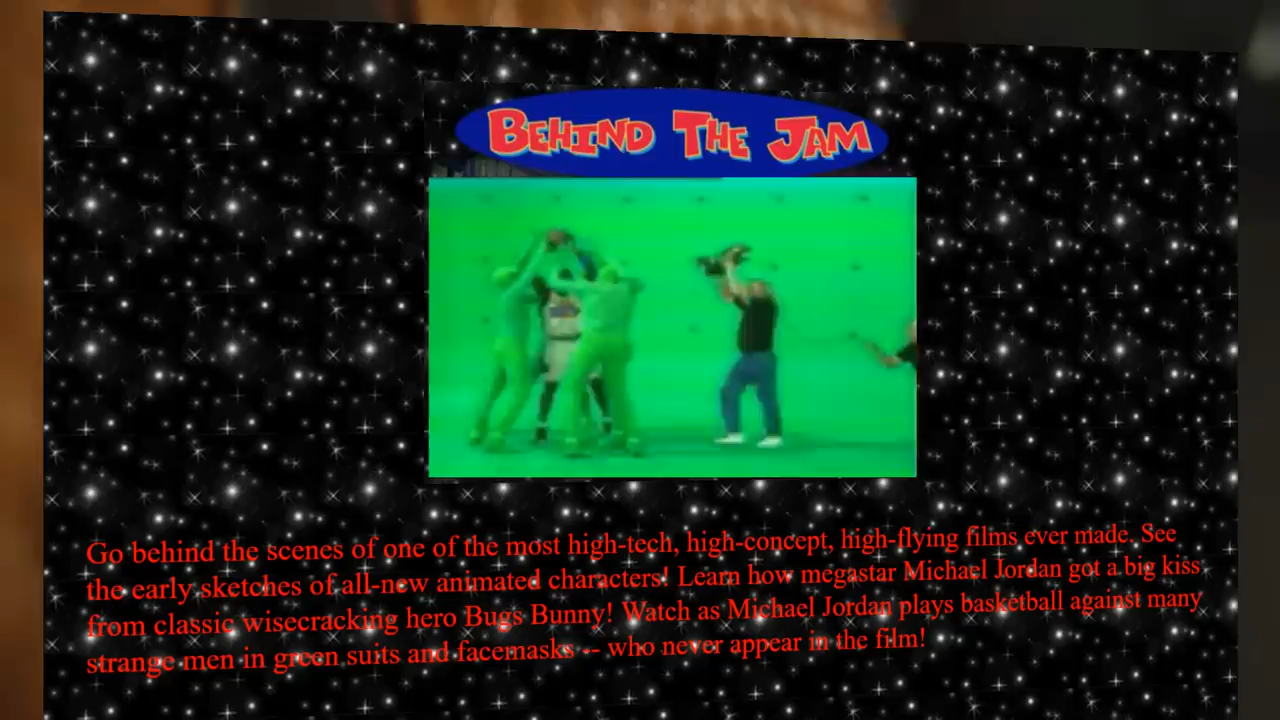 BEHIND THE JAM
Go behind the scenes of one of the most high-tech, high-concept, high-flying films ever made. See
the early sketches of all-new animated characters! Learn how megastar Michael Jordan got a big kiss
from classic wisecracking hero Bugs Bunny! Watch as Michael Jordan plays basketball against many
strange men in green suits and facemasks -- who never appear in the film!